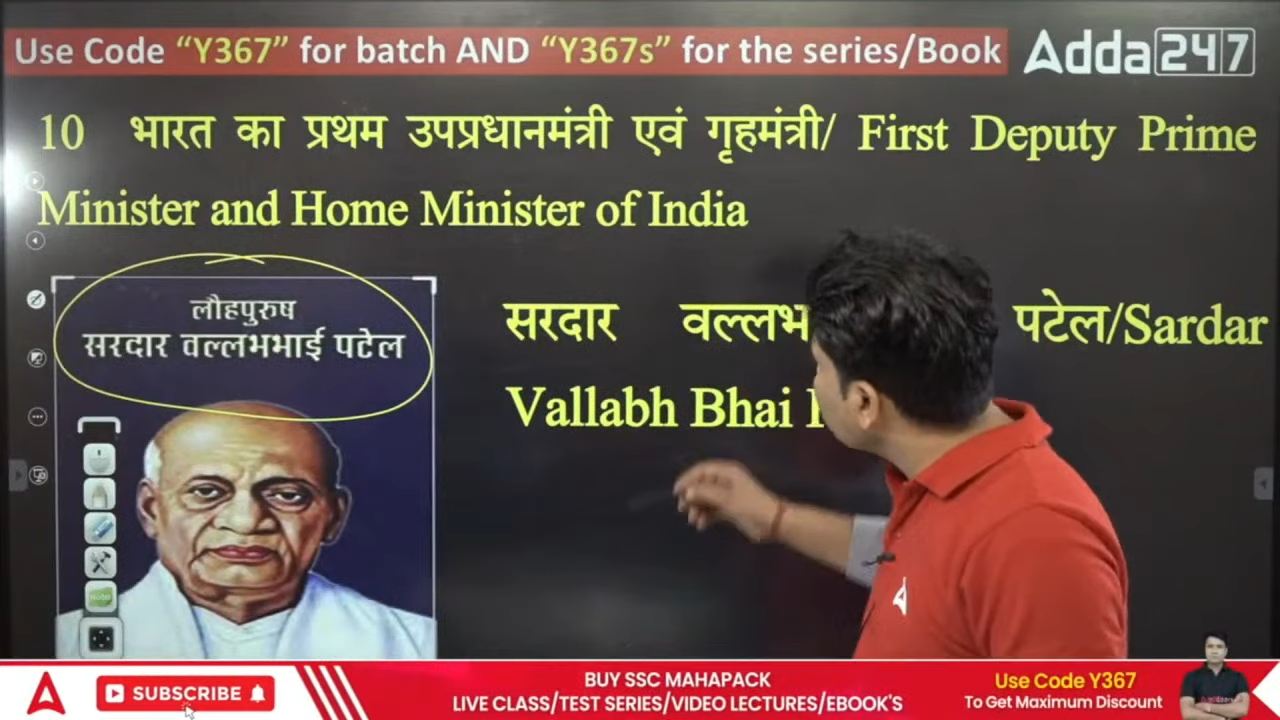 Use Code “Y367” for batch AND “Y367s” for the series/Book
Adda247
10 भारत का प्रथम उपप्रधानमंत्री एवं गृहमंत्री/ First Deputy Prime
Minister and Home Minister of India
लौहपुरुष
सरदार वल्लभभाई पटेल
सरदार वल्लभ पटेल/Sardar
Vallabh Bhai
SUBSCRIBE
BUY SSC MAHAPACK
LIVE CLASS/TEST SERIES/VIDEO LECTURES/EBOOK'S
Use Code Y367
To Get Maximum Discount